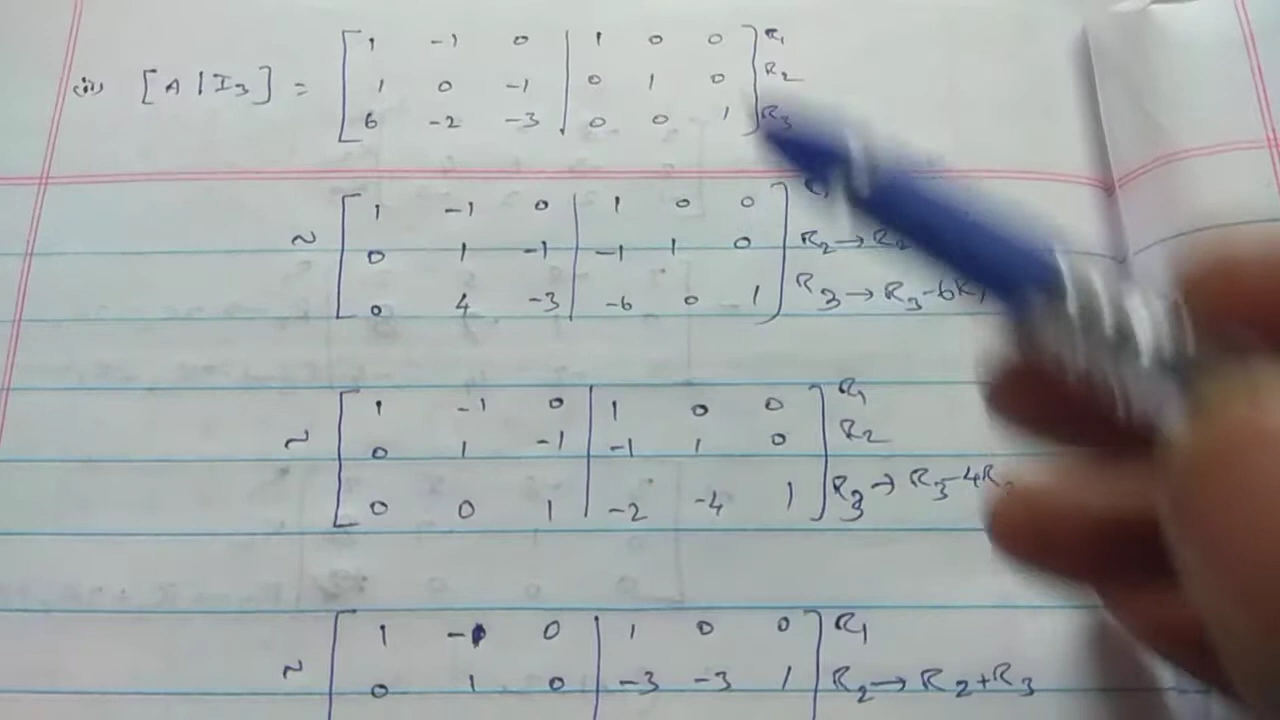 (ii) [A | I3] = [ 1 -1 0 | 1 0 0 ] R1
1 0 -1 | 0 1 0 R2
6 -2 -3 | 0 0 1 R3
~ [ 1 -1 0 | 1 0 0 ]
0 1 -1 | -1 1 0 R2 → R2
0 4 -3 | -6 0 1 R3 → R3-6R1
~ [ 1 -1 0 | 1 0 0 ] R1
0 1 -1 | -1 1 0 R2
0 0 1 | -2 -4 1 R3 → R3-4R
~ [ 1 -1 0 | 1 0 0 ] R1
0 1 0 | -3 -3 1 R2 → R2+R3